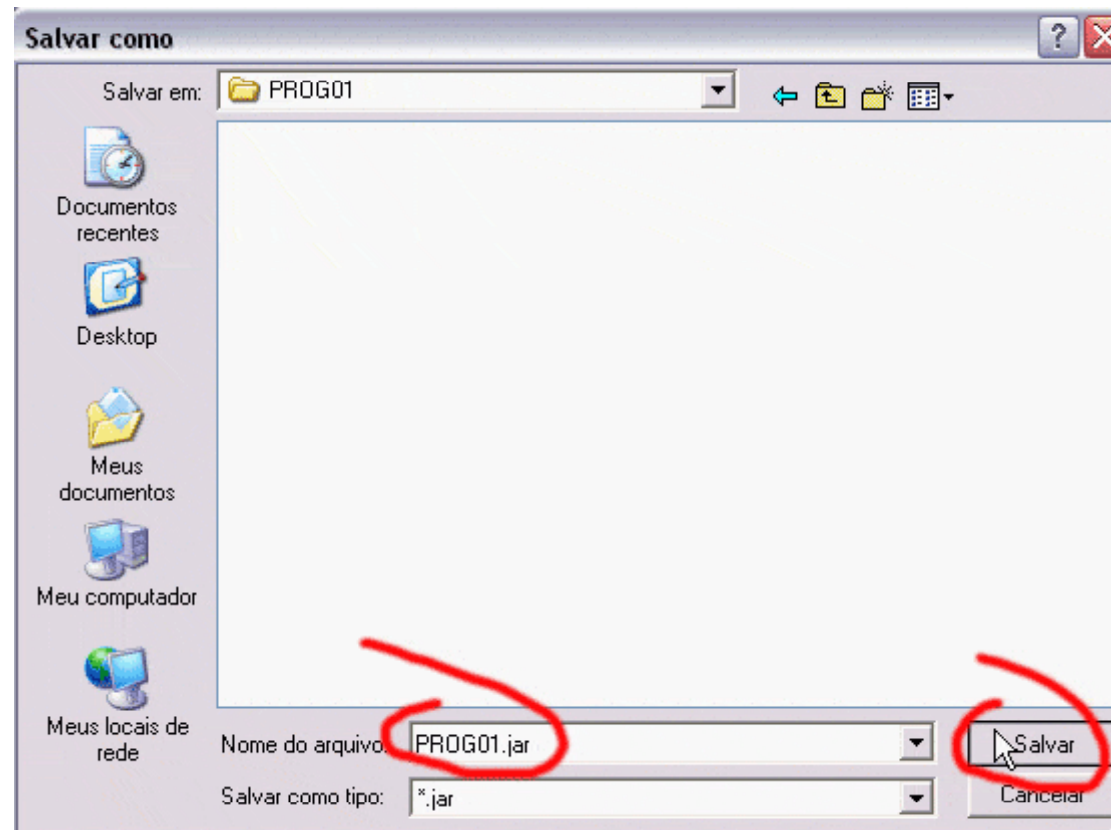 Salvar como
Salvar em: PROG01
Documentos
recentes
Desktop
Meus
documentos
Meu computador
Meus locais de
rede
Nome do arquivo: PROG01.jar
Salvar
Salvar como tipo: *.jar
Cancelar